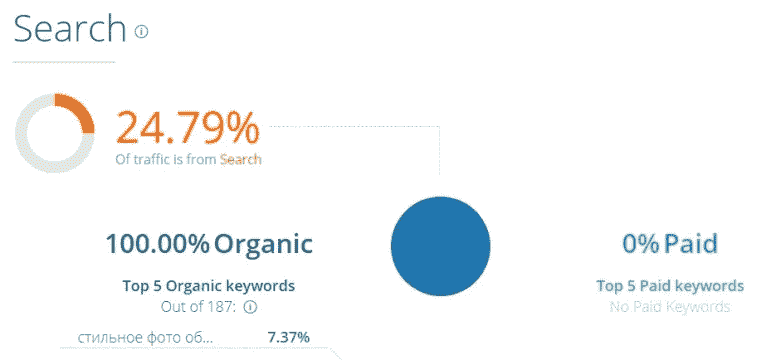 Search
24.79%
Of traffic is from Search
100.00% Organic
0% Paid
Top 5 Organic keywords
Top 5 Paid keywords
Out of 187:
No Paid Keywords
стильное фото об... 7.37%